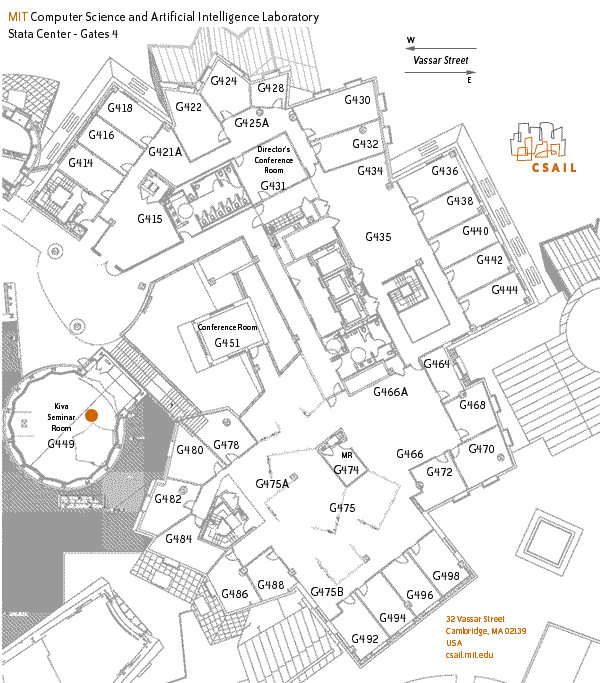 MIT Computer Science and Artificial Intelligence Laboratory
Stata Center - Gates 4
W
Vassar Street
E
CSAIL
G424
G428
G418
G422
G430
G425A
G416
G432
G421A
Director's
Conference
Room
G431
G414
G434
G436
G438
G415
G435
G440
G442
G444
Conference Room
G451
G464
G466A
G468
Kiva
Seminar
Room
G449
G480
G478
G466
G470
MR
G474
G472
G475A
G482
G475
G484
G486
G488
G475B
G498
G496
G494
G492
32 Vassar Street
Cambridge, MA 02139
USA
csail.mit.edu